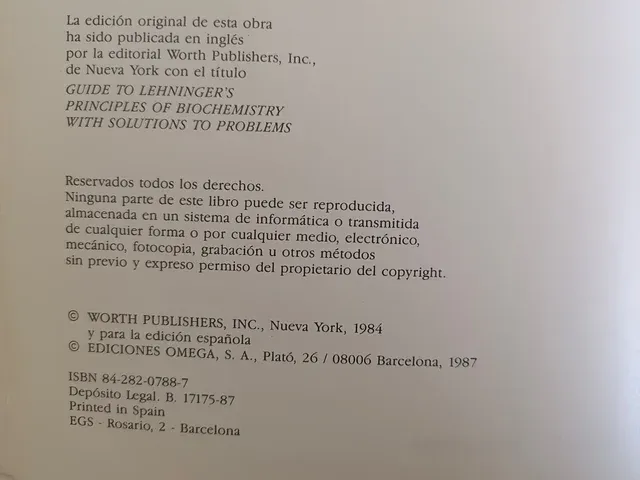 La edición original de esta obra
ha sido publicada en inglés
por la editorial Worth Publishers, Inc.,
de Nueva York con el título
GUIDE TO LEHNINGER'S
PRINCIPLES OF BIOCHEMISTRY
WITH SOLUTIONS TO PROBLEMS
Reservados todos los derechos.
Ninguna parte de este libro puede ser reproducida,
almacenada en un sistema de informática o transmitida
de cualquier forma o por cualquier medio, electrónico,
mecánico, fotocopia, grabación u otros métodos
sin previo y expreso permiso del propietario del copyright.
© WORTH PUBLISHERS, INC., Nueva York, 1984
y para la edición española
© EDICIONES OMEGA, S. A., Plató, 26 / 08006 Barcelona, 1987
ISBN 84-282-0788-7
Depósito Legal. B. 17175-87
Printed in Spain
EGS - Rosario, 2 - Barcelona